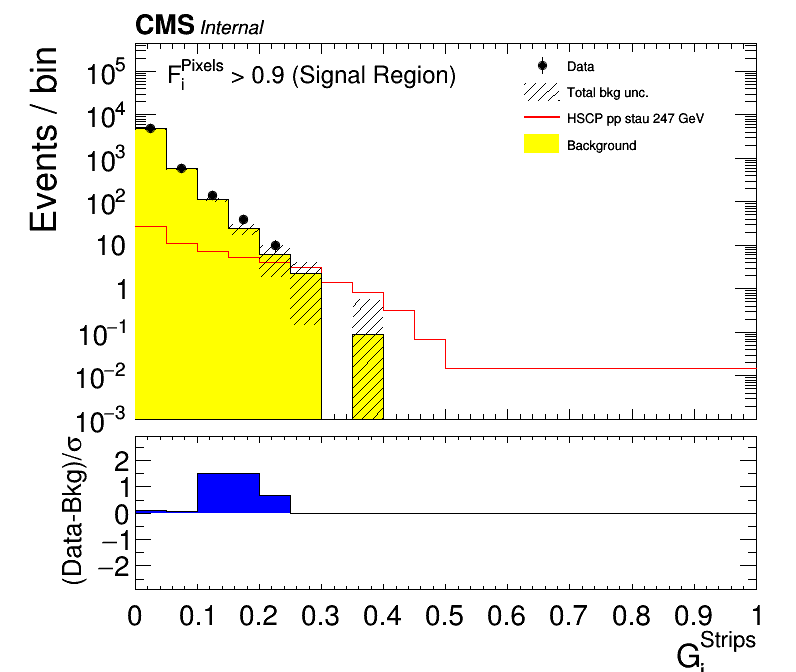 CMS Internal
Events / bin
F_i^Pixels > 0.9 (Signal Region)
Data
Total bkg unc.
HSCP pp stau 247 GeV
Background
10^5
10^4
10^3
10^2
10
1
10^−1
10^−2
10^−3
(Data-Bkg)/σ
2
1
0
−1
−2
0 0.1 0.2 0.3 0.4 0.5 0.6 0.7 0.8 0.9 1
G_i^Strips